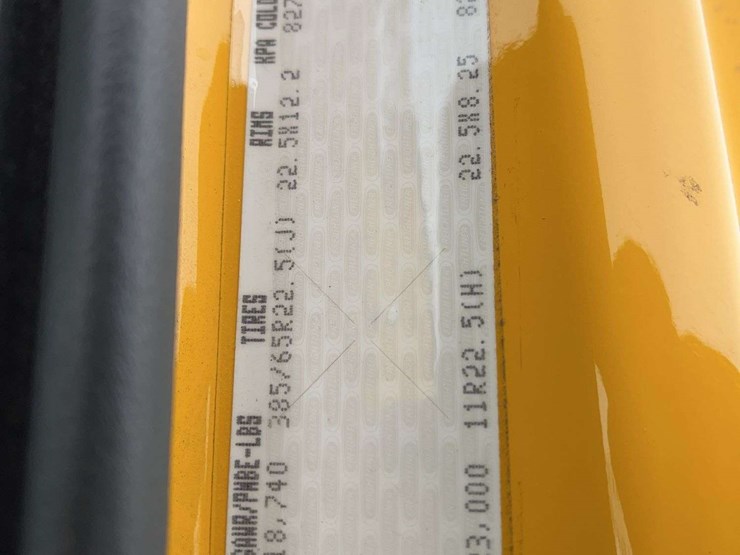 GAWR/PNBE-LBS TIRES RIMS KPA COLD
18,740 385/65R22.5(J) 22.5X12.2 827
3,000 11R22.5(H) 22.5X8.25 82